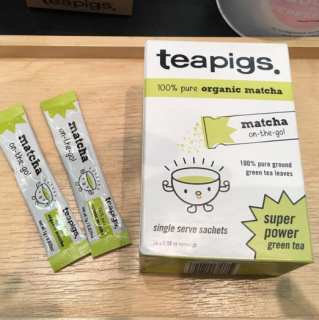 teapigs.
100% pure organic matcha
matcha
on-the-go!
100% pure ground
green tea leaves
single serve sachets
super
power
green tea
matcha
on-the-go!
teapigs.
matcha
on-the-go!
teapigs.